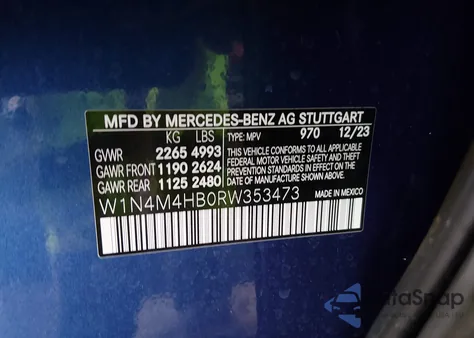 MFD BY MERCEDES-BENZ AG STUTTGART
KG LBS TYPE: MPV 970 12/23
GVWR 2265 4993
GAWR FRONT 1190 2624
GAWR REAR 1125 2480
THIS VEHICLE CONFORMS TO ALL APPLICABLE
FEDERAL MOTOR VEHICLE SAFETY AND THEFT
PREVENTION STANDARDS IN EFFECT ON THE DATE
OF MANUFACTURE SHOWN ABOVE.
W1N4M4HB0RW353473 MADE IN MEXICO
DataSnap